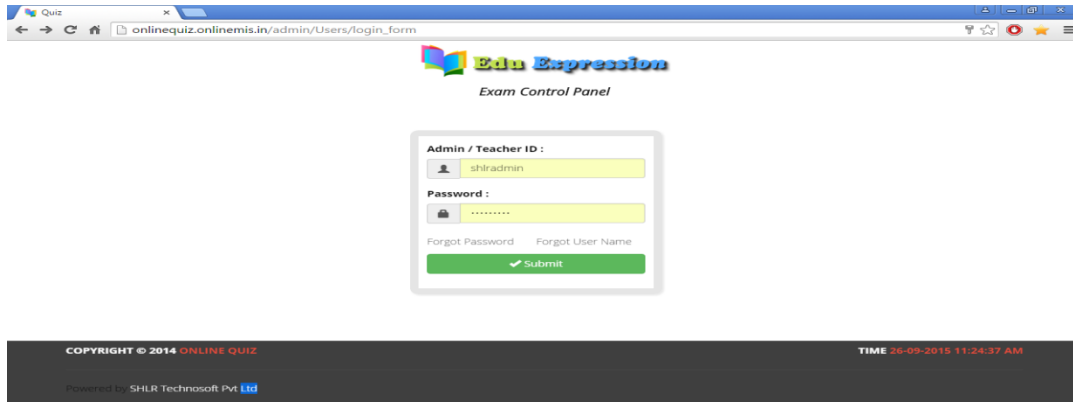 Quiz
onlinequiz.onlinemis.in/admin/Users/login_form
Edu Expression
Exam Control Panel
Admin / Teacher ID :
shlradmin
Password :
·········
Forgot Password Forgot User Name
Submit
COPYRIGHT © 2014 ONLINE QUIZ TIME 26-09-2015 11:24:37 AM
Powered by SHLR Technosoft Pvt Ltd